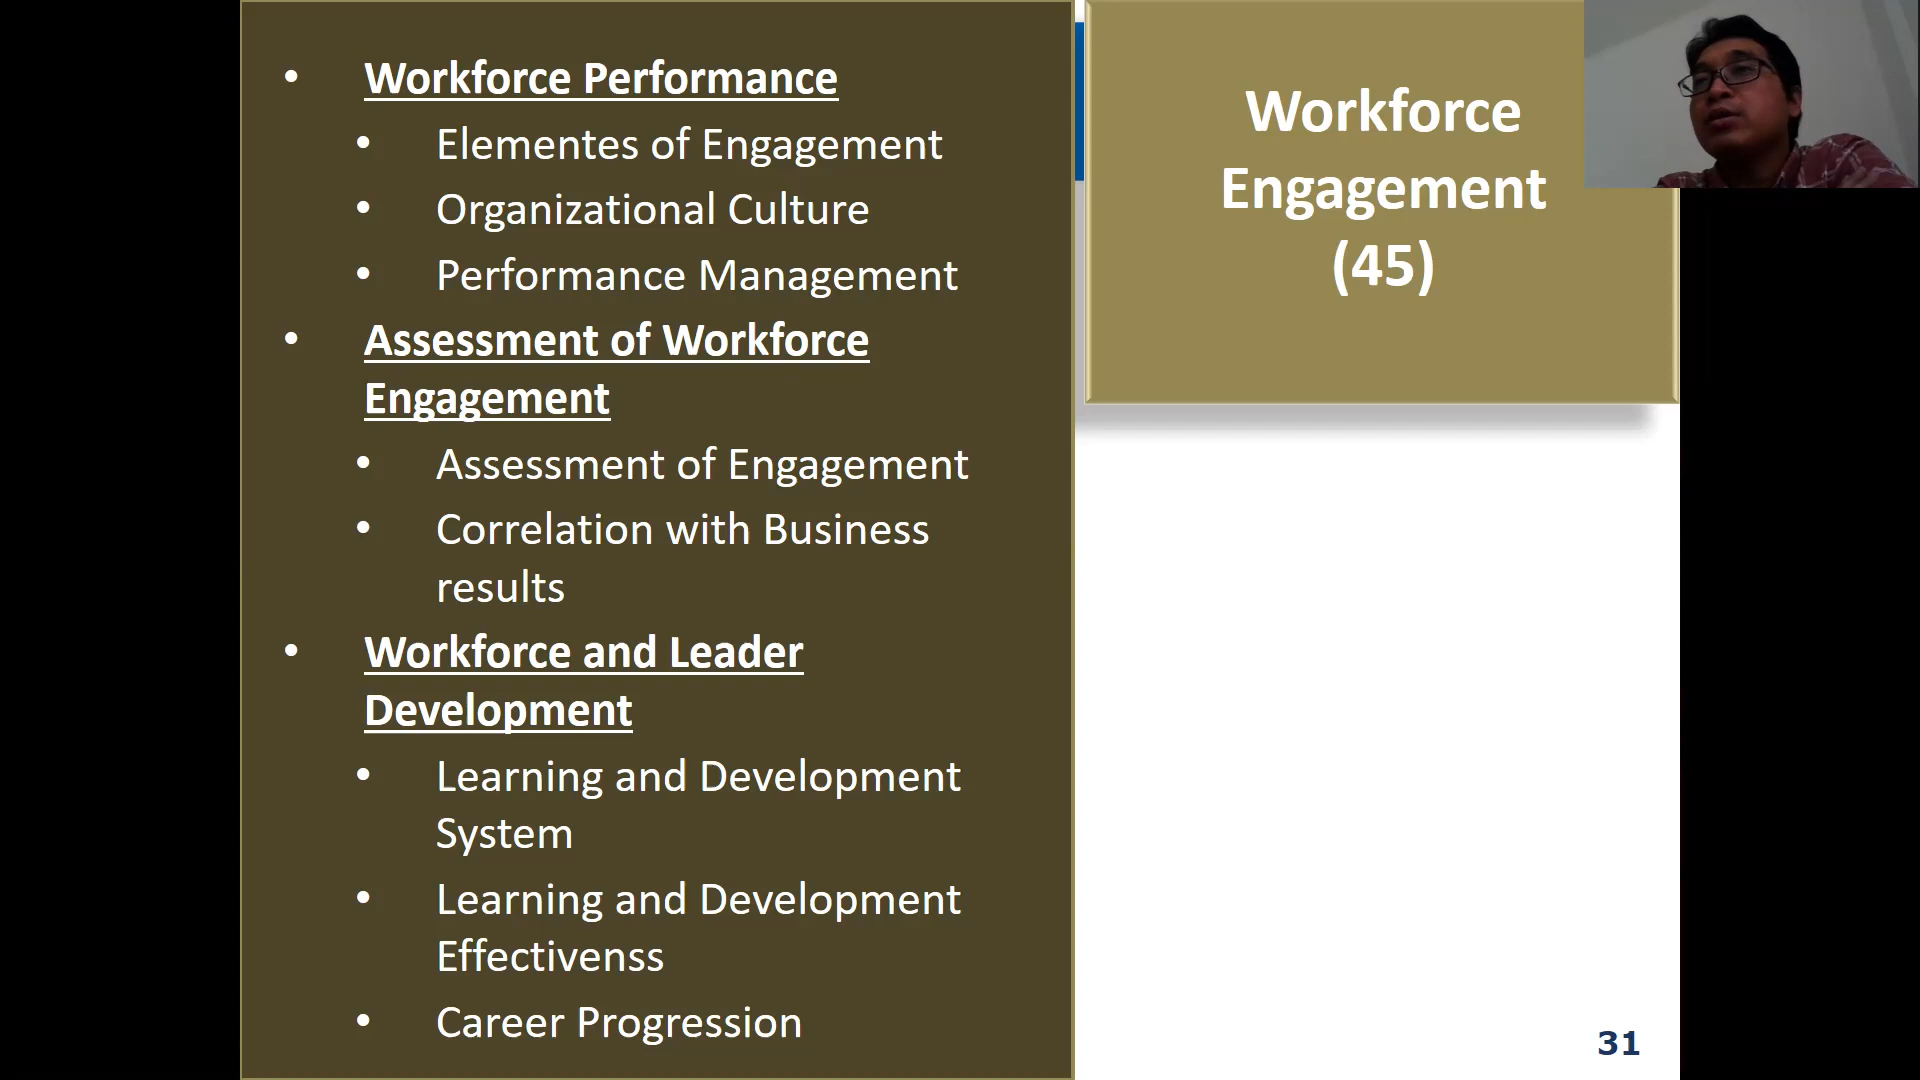 • Workforce Performance
• Elementes of Engagement
• Organizational Culture
• Performance Management
• Assessment of Workforce
Engagement
• Assessment of Engagement
• Correlation with Business
results
• Workforce and Leader
Development
• Learning and Development
System
• Learning and Development
Effectivenss
• Career Progression
Workforce
Engagement
(45)
31